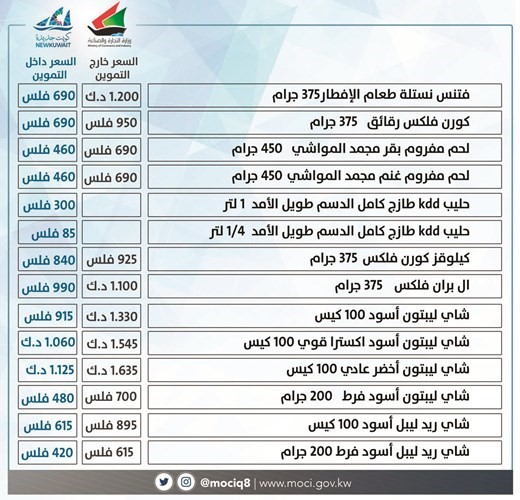 كويت جديدة
NEWKUWAIT
وزارة التجارة والصناعة
Ministry of Commerce and Industry
السعر خارج التموين السعر داخل التموين
فتنس نستلة طعام الإفطار375 جرام 1.200 د.ك 690 فلس
كورن فلكس رقائق 375 جرام 950 فلس 690 فلس
لحم مفروم بقر مجمد المواشي 450 جرام 690 فلس 460 فلس
لحم مفروم غنم مجمد المواشي 450 جرام 690 فلس 460 فلس
حليب kdd طازج كامل الدسم طويل الأمد 1 لتر 300 فلس
حليب kdd طازج كامل الدسم طويل الأمد 1/4 لتر 85 فلس
كيلوقز كورن فلكس 375 جرام 925 فلس 840 فلس
ال بران فلكس 375 جرام 1.100 د.ك 990 فلس
شاي ليبتون أسود 100 كيس 1.330 د.ك 915 فلس
شاي ليبتون أسود اكسترا قوي 100 كيس 1.545 د.ك 1.060 د.ك
شاي ليبتون أخضر عادي 100 كيس 1.635 د.ك 1.125 د.ك
شاي ليبتون أسود فرط 200 جرام 700 فلس 480 فلس
شاي ريد ليبل أسود 100 كيس 895 فلس 615 فلس
شاي ريد ليبل أسود فرط 200 جرام 615 فلس 420 فلس
@mociq8 | www.moci.gov.kw